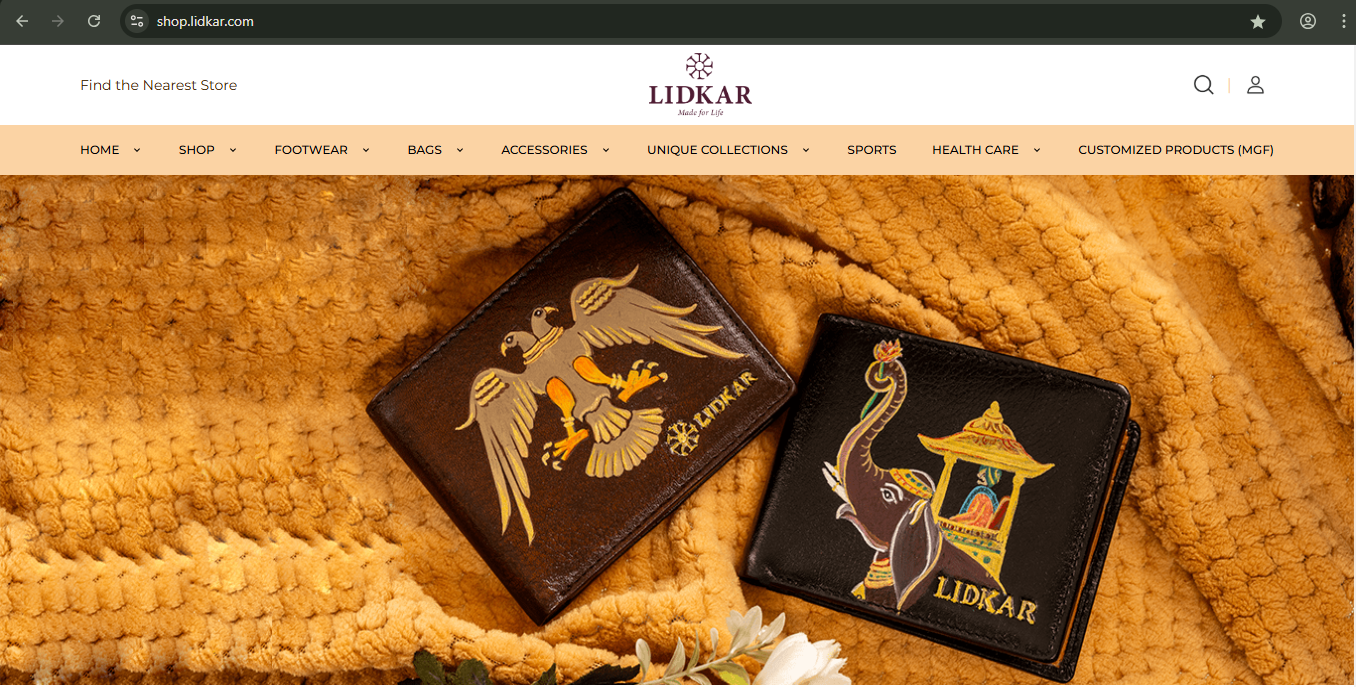 shop.lidkar.com
Find the Nearest Store
LIDKAR
Made for Life
HOME SHOP FOOTWEAR BAGS ACCESSORIES UNIQUE COLLECTIONS SPORTS HEALTH CARE CUSTOMIZED PRODUCTS (MGF)
LIDKAR
LIDKAR